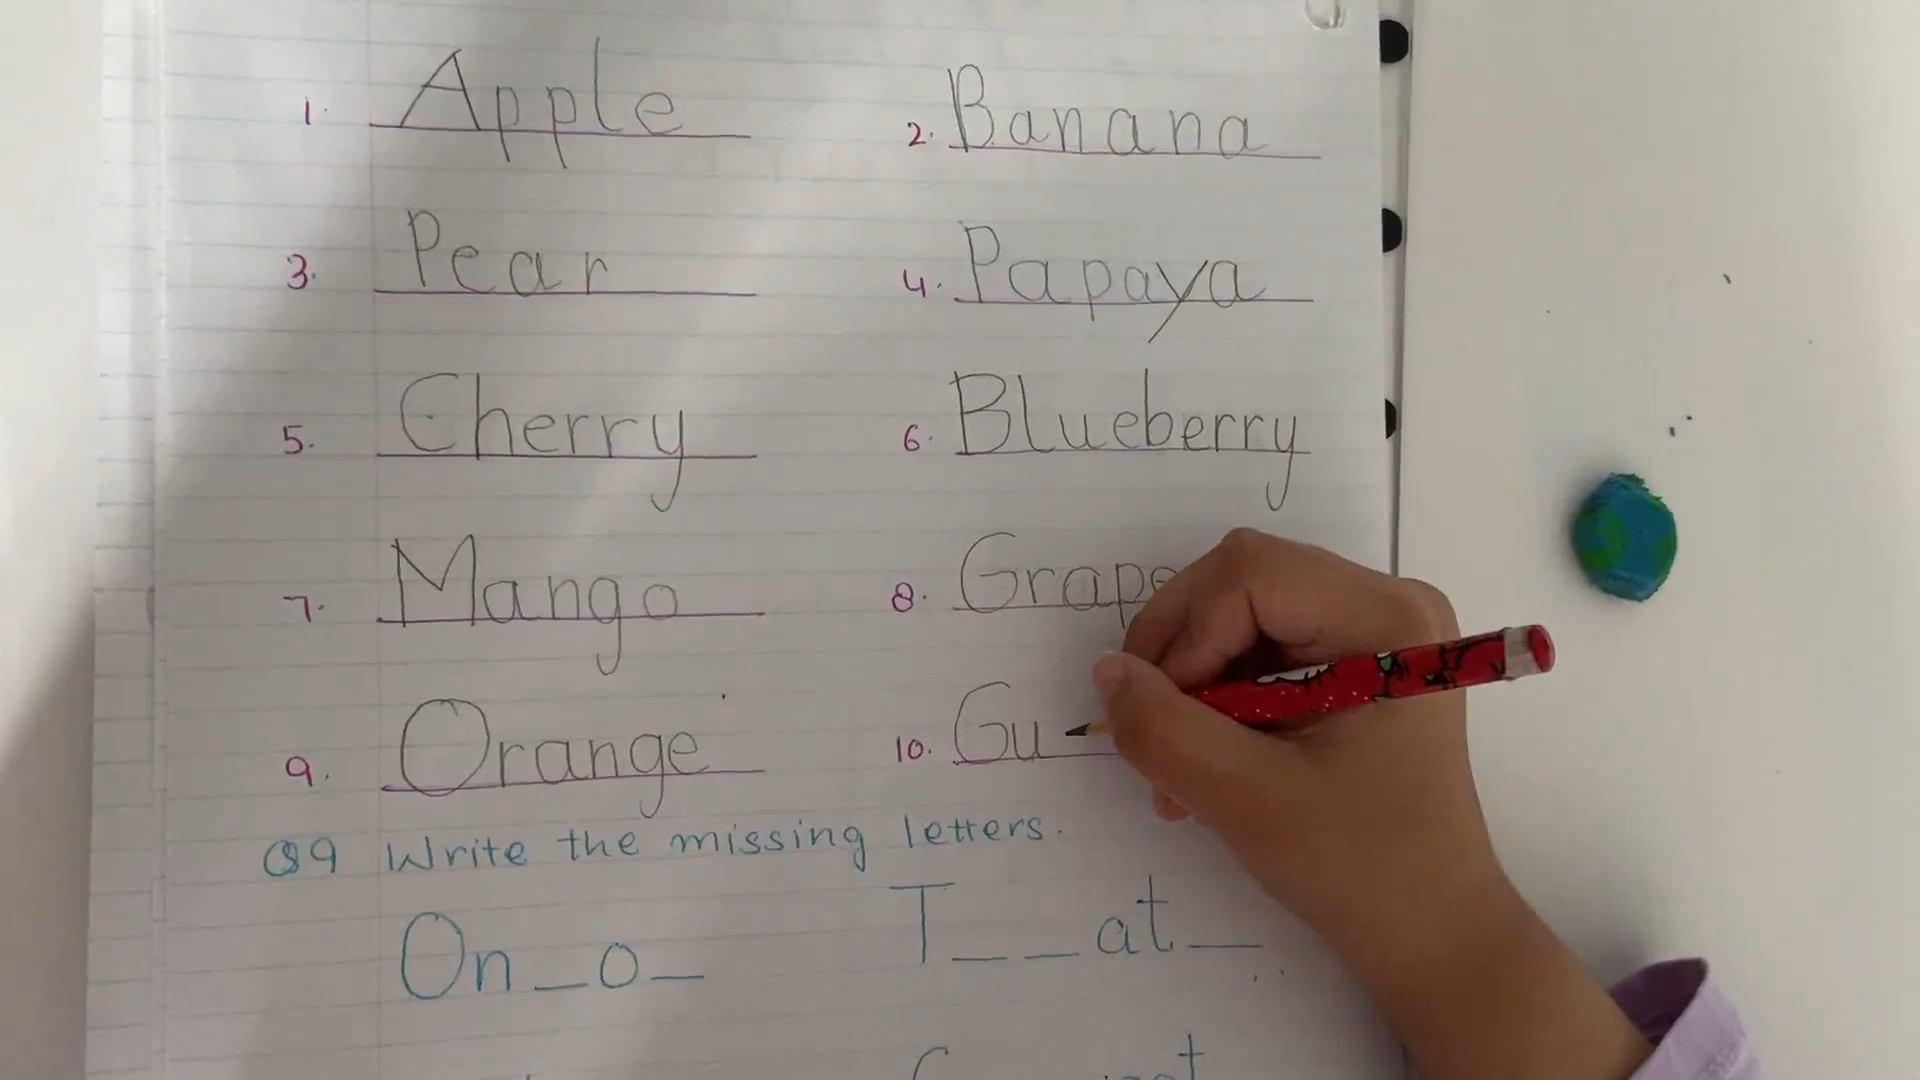 1. Apple 2. Banana
3. Pear 4. Papaya
5. Cherry 6. Blueberry
7. Mango 8. Grape
9. Orange 10. Gu
Q9 Write the missing letters.
On_o_ T__at_